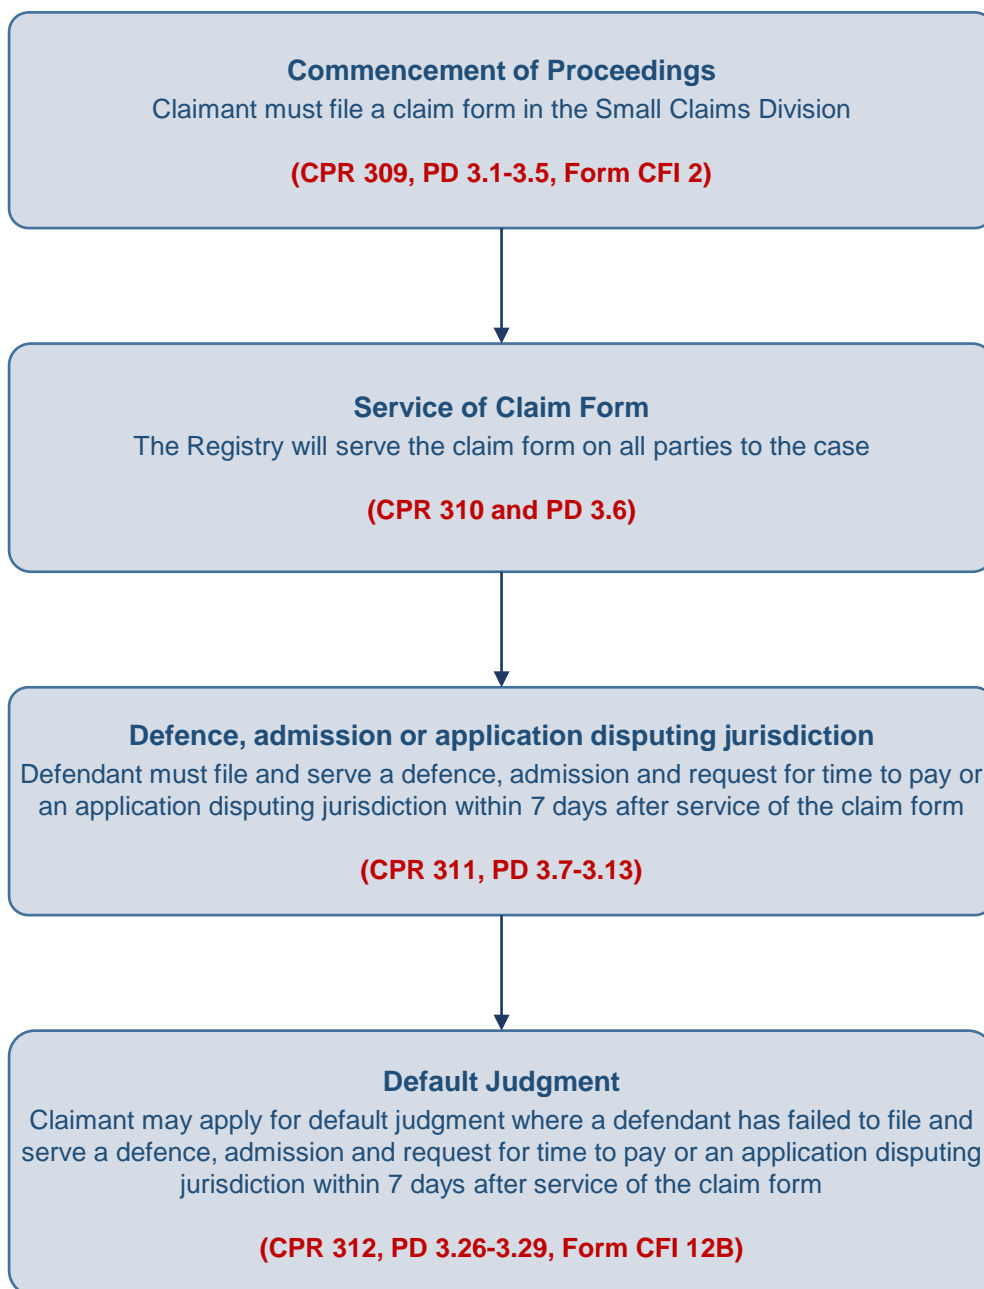 Commencement of Proceedings
Claimant must file a claim form in the Small Claims Division
(CPR 309, PD 3.1-3.5, Form CFI 2)
Service of Claim Form
The Registry will serve the claim form on all parties to the case
(CPR 310 and PD 3.6)
Defence, admission or application disputing jurisdiction
Defendant must file and serve a defence, admission and request for time to pay or
an application disputing jurisdiction within 7 days after service of the claim form
(CPR 311, PD 3.7-3.13)
Default Judgment
Claimant may apply for default judgment where a defendant has failed to file and
serve a defence, admission and request for time to pay or an application disputing
jurisdiction within 7 days after service of the claim form
(CPR 312, PD 3.26-3.29, Form CFI 12B)